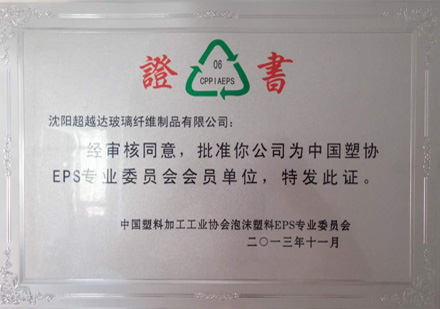 證 書
06
CPPIAEPS
沈阳超越达玻璃纤维制品有限公司：
经审核同意，批准你公司为中国塑协
EPS专业委员会会员单位，特发此证。
中国塑料加工工业协会泡沫塑料EPS专业委员会
二〇一三年十一月